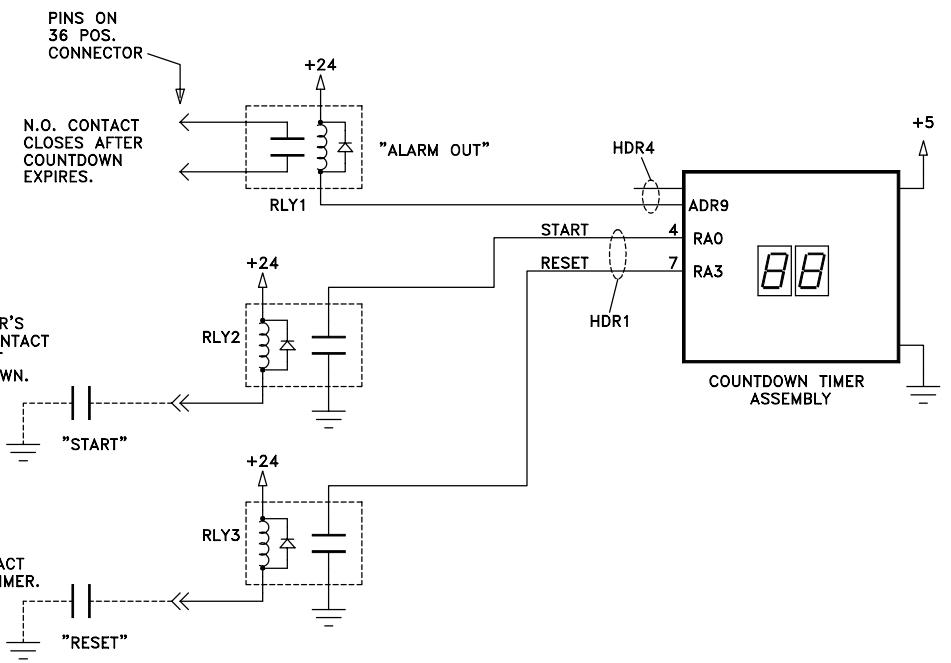 PINS ON
36 POS.
CONNECTOR
+24
N.O. CONTACT
CLOSES AFTER
COUNTDOWN
EXPIRES.
"ALARM OUT"
RLY1
HDR4
+5
ADR9
START
4
RA0
RESET
7
RA3
88
HDR1
COUNTDOWN TIMER
ASSEMBLY
+24
RLY2
"START"
+24
RLY3
"RESET"